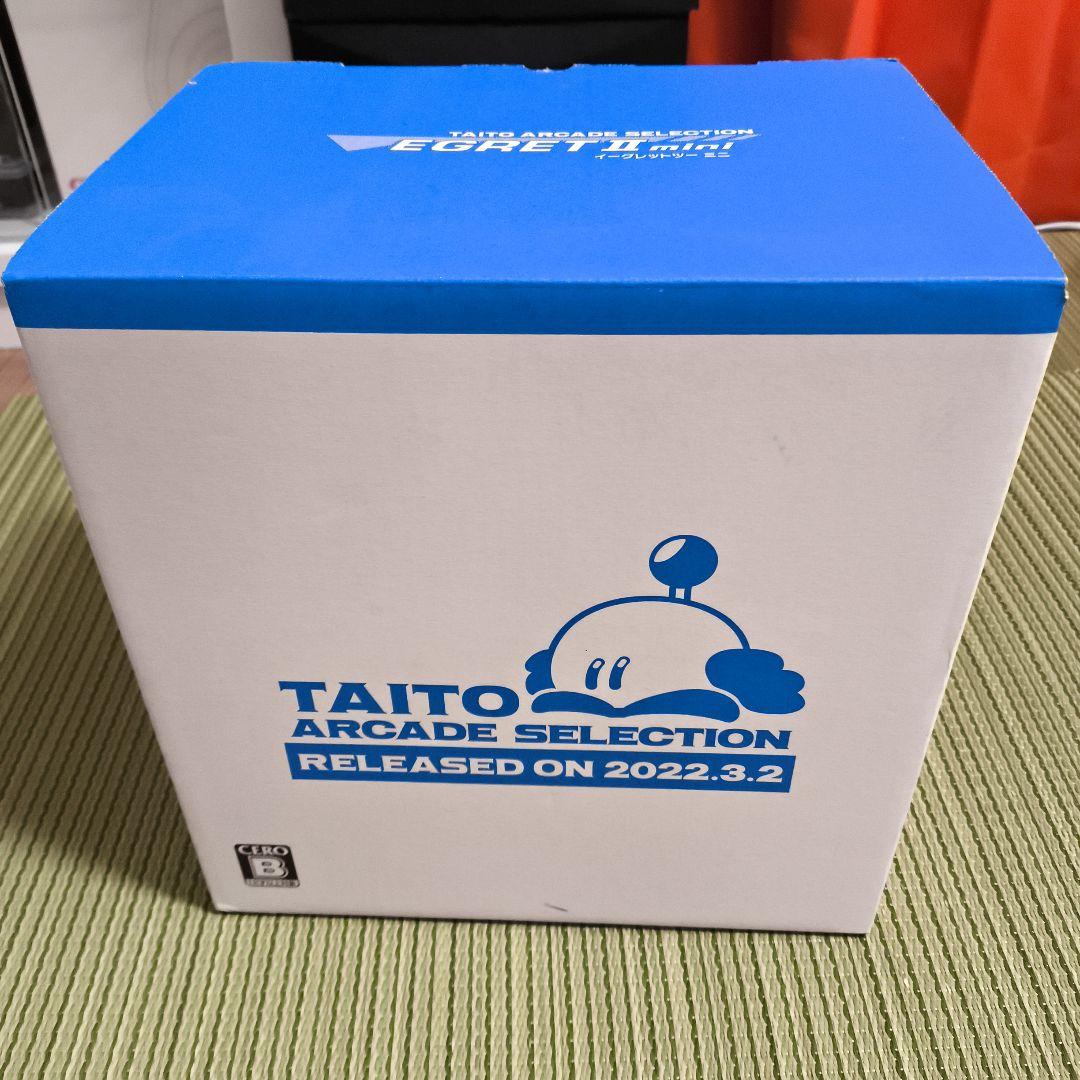 TAITO ARCADE SELECTION
EGRET II mini
イーグレットツー ミニ
TAITO
ARCADE SELECTION
RELEASED ON 2022.3.2
CERO
B